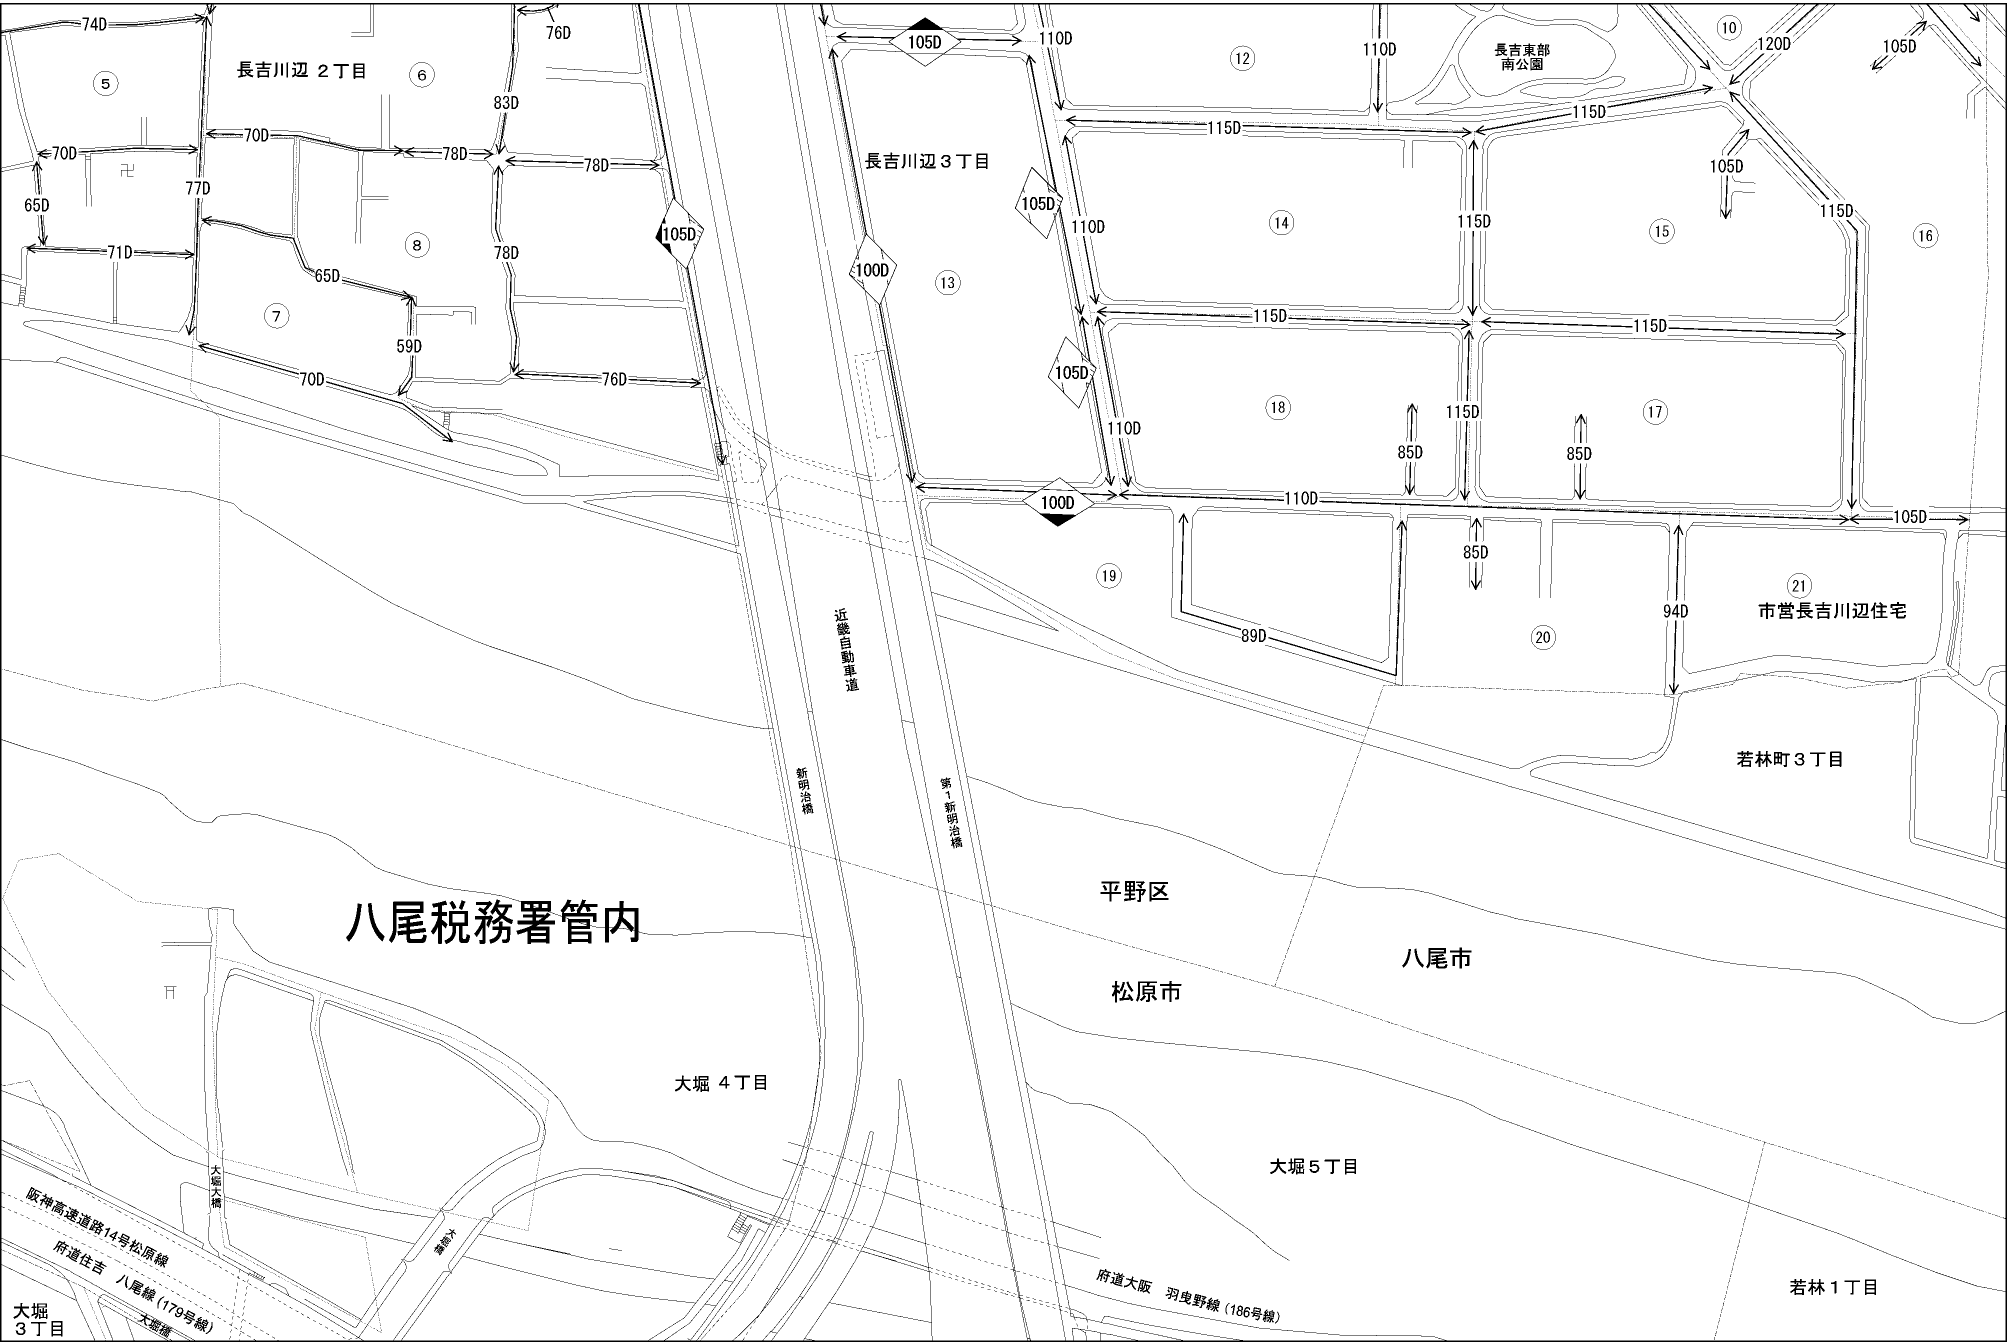 74D
76D
105D
110D
12
110D
長吉東部
南公園
10
120D
105D
5
長吉川辺 2丁目
6
83D
115D
115D
70D
70D
78D
78D
長吉川辺3丁目
105D
卍
77D
65D
105D
105D
110D
14
115D
15
115D
16
71D
8
78D
65D
100D
13
7
59D
115D
115D
70D
76D
105D
18
115D
17
110D
85D
85D
100D
110D
105D
19
85D
21
市営長吉川辺住宅
94D
89D
20
近畿自動車道
若林町3丁目
新明治橋
第1新明治橋
平野区
八尾税務署管内
八尾市
松原市
大堀 4丁目
大堀5丁目
大堀大橋
阪神高速道路14号松原線
府道住吉 八尾線(179号線)
大堀橋
大堀
3丁目
大堀橋
府道大阪 羽曳野線(186号線)
若林1丁目